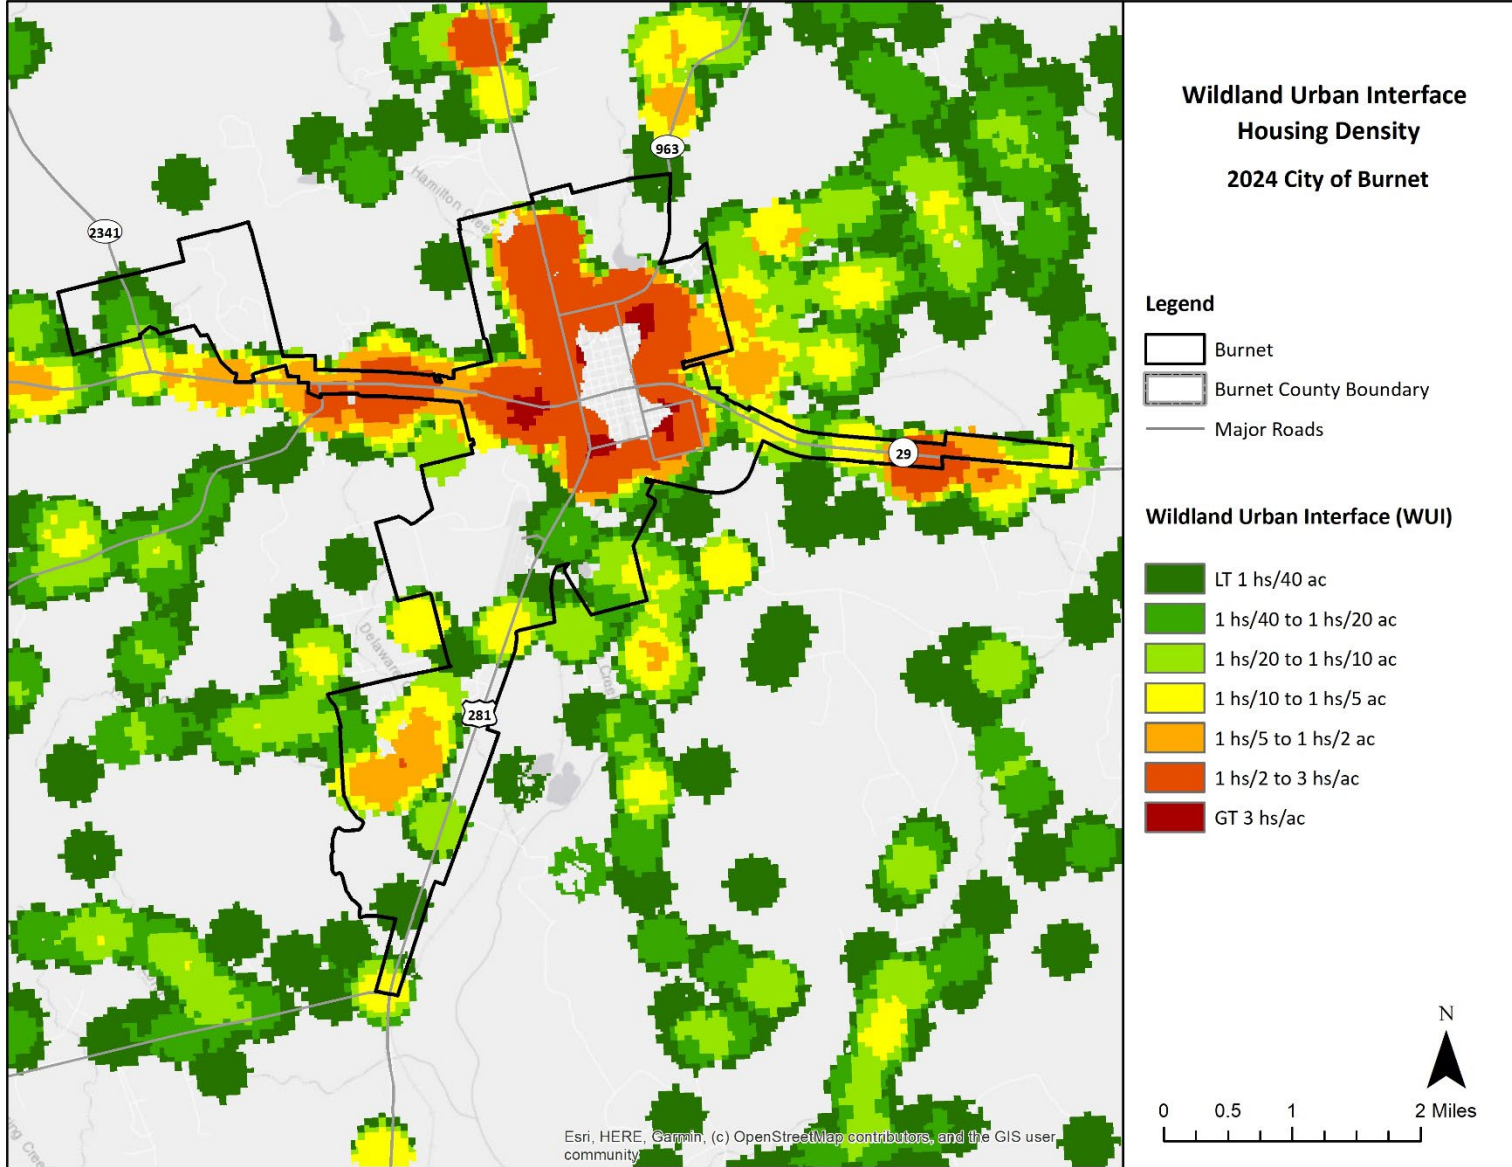 Wildland Urban Interface
Housing Density
2024 City of Burnet
Legend
Burnet
Burnet County Boundary
Major Roads
Wildland Urban Interface (WUI)
LT 1 hs/40 ac
1 hs/40 to 1 hs/20 ac
1 hs/20 to 1 hs/10 ac
1 hs/10 to 1 hs/5 ac
1 hs/5 to 1 hs/2 ac
1 hs/2 to 3 hs/ac
GT 3 hs/ac
N
0 0.5 1 2 Miles
963
Hamilton Creek
2341
29
Delaware C
Creek
281
Esri, HERE, Garmin, (c) OpenStreetMap contributors, and the GIS user
community